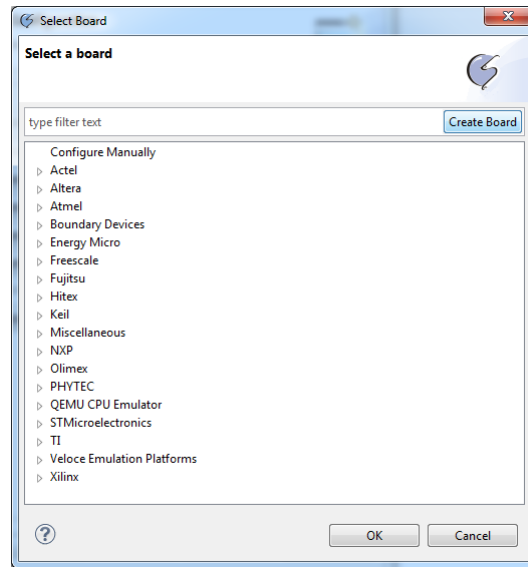 Select Board
Select a board
type filter text
Create Board
Configure Manually
Actel
Altera
Atmel
Boundary Devices
Energy Micro
Freescale
Fujitsu
Hitex
Keil
Miscellaneous
NXP
Olimex
PHYTEC
QEMU CPU Emulator
STMicroelectronics
TI
Veloce Emulation Platforms
Xilinx
?
OK
Cancel